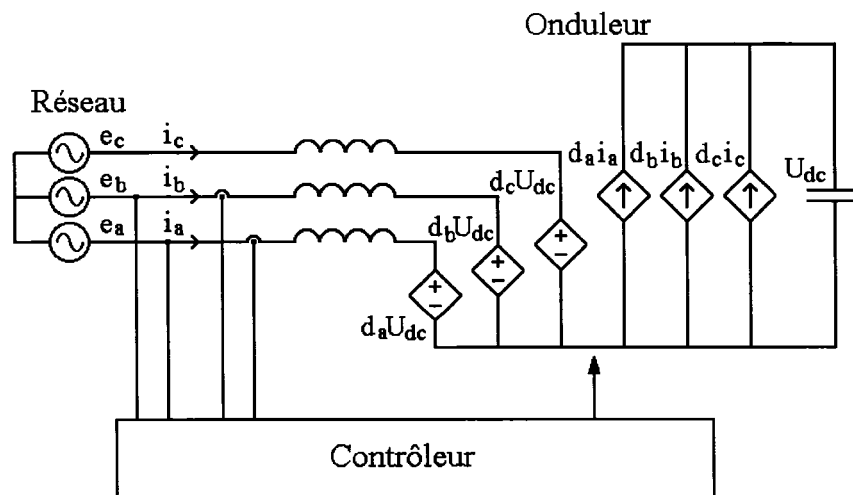 Onduleur
Réseau
e_c i_c
e_b i_b
e_a i_a
d_a i_a d_b i_b d_c i_c
U_dc
d_c U_dc
d_b U_dc
d_a U_dc
+
−
+
−
+
−
Contrôleur